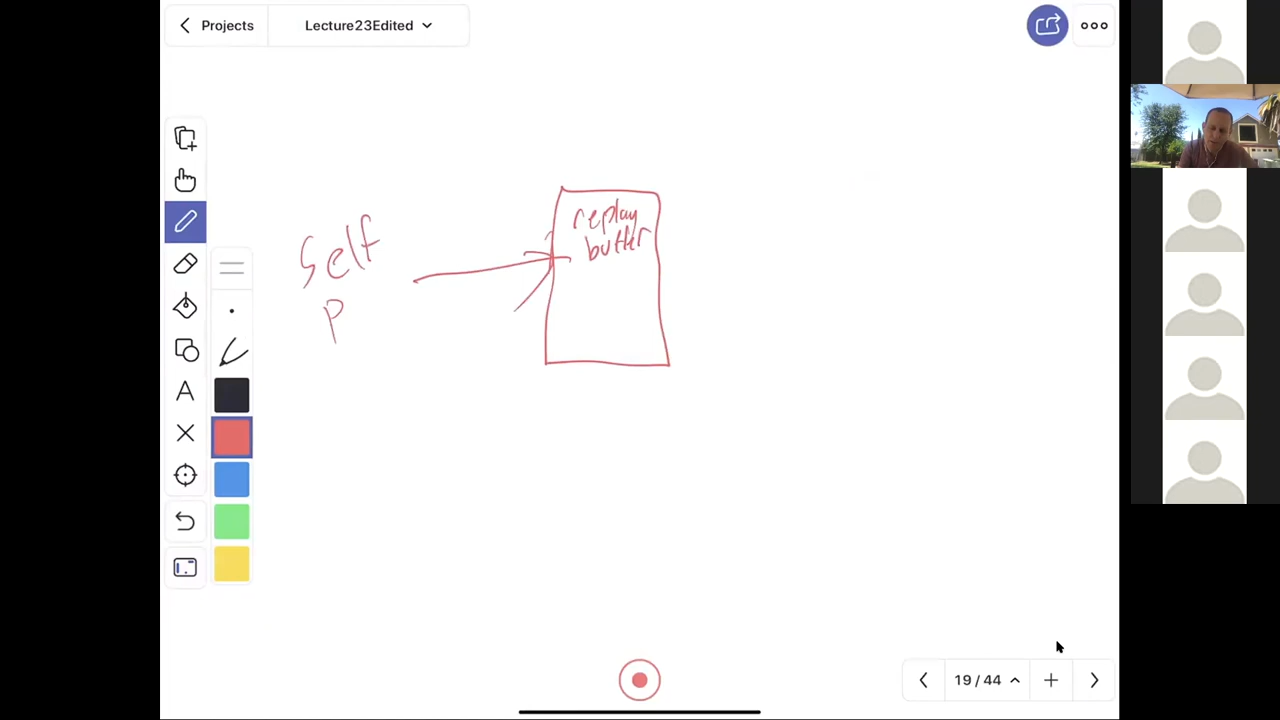 Projects
Lecture23Edited
replay
buffer
Self
P
A
19 / 44